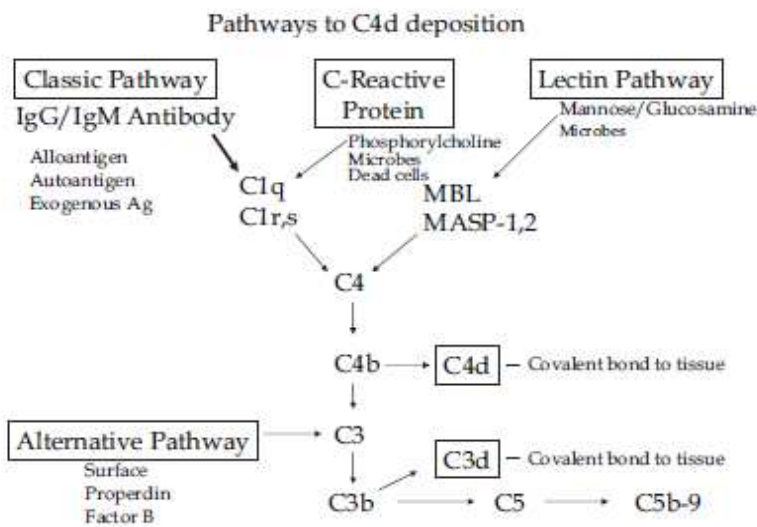 Pathways to C4d deposition
Classic Pathway
IgG/IgM Antibody
Alloantigen
Autoantigen
Exogenous Ag
C-Reactive
Protein
Phosphorylcholine
Microbes
Dead cells
Lectin Pathway
Mannose/Glucosamine
Microbes
C1q
C1r,s
MBL
MASP-1,2
C4
C4b
C4d
– Covalent bond to tissue
Alternative Pathway
Surface
Properdin
Factor B
C3
C3d
– Covalent bond to tissue
C3b
C5
C5b-9